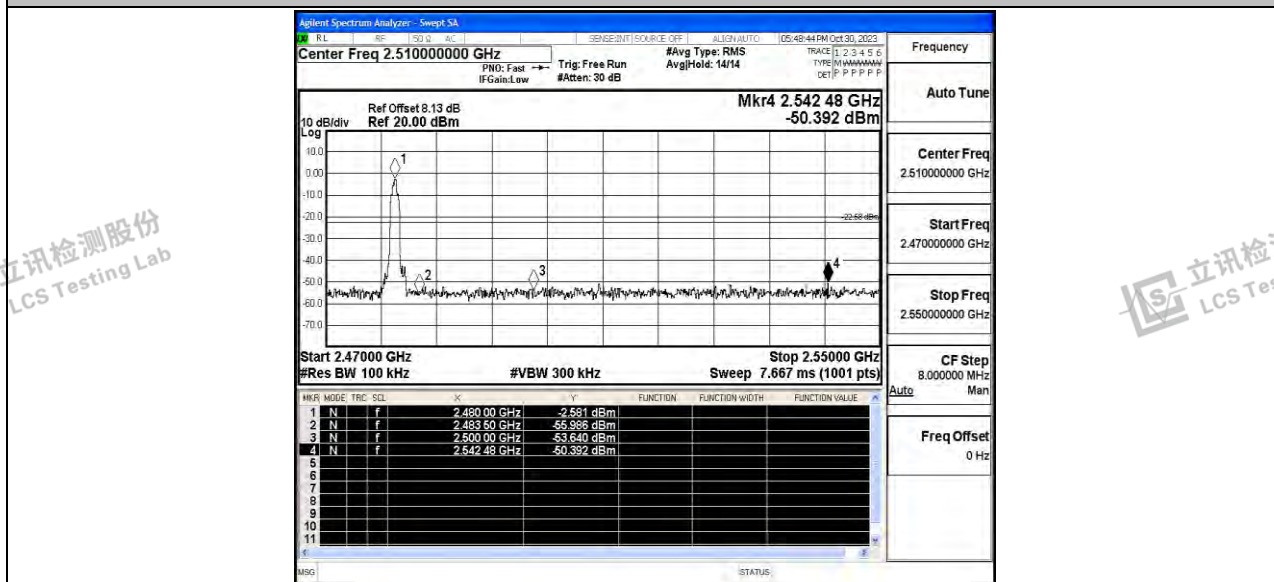 Agilent Spectrum Analyzer - Swept SA
RL RF 50 Ω AC SENSE:INT SOURCE OFF ALIGN AUTO 05:48:44 PM Oct 30, 2023
Center Freq 2.510000000 GHz
PNO: Fast
IFGain:Low
Trig: Free Run
#Atten: 30 dB
#Avg Type: RMS
Avg|Hold: 14/14
TRACE 1 2 3 4 5 6
TYPE M
DET P P P P P P
Ref Offset 8.13 dB
10 dB/div Ref 20.00 dBm
Log
Mkr4 2.542 48 GHz
-50.392 dBm
10.0
0.00
-10.0
-20.0
-30.0
-40.0
-50.0
-60.0
-70.0
1
2
3
4
-22.58 dBm
Start 2.47000 GHz Stop 2.55000 GHz
#Res BW 100 kHz #VBW 300 kHz Sweep 7.667 ms (1001 pts)
MKR MODE TRC SCL X Y FUNCTION FUNCTION WIDTH FUNCTION VALUE
1 N f 2.480 00 GHz -2.581 dBm
2 N f 2.483 50 GHz -55.986 dBm
3 N f 2.500 00 GHz -53.640 dBm
4 N f 2.542 48 GHz -50.392 dBm
5
6
7
8
9
10
11
MSG STATUS
Frequency
Auto Tune
Center Freq
2.510000000 GHz
Start Freq
2.470000000 GHz
Stop Freq
2.550000000 GHz
CF Step
8.000000 MHz
Auto Man
Freq Offset
0 Hz
立讯检测股份
LCS Testing Lab
立讯检
LCS Tes